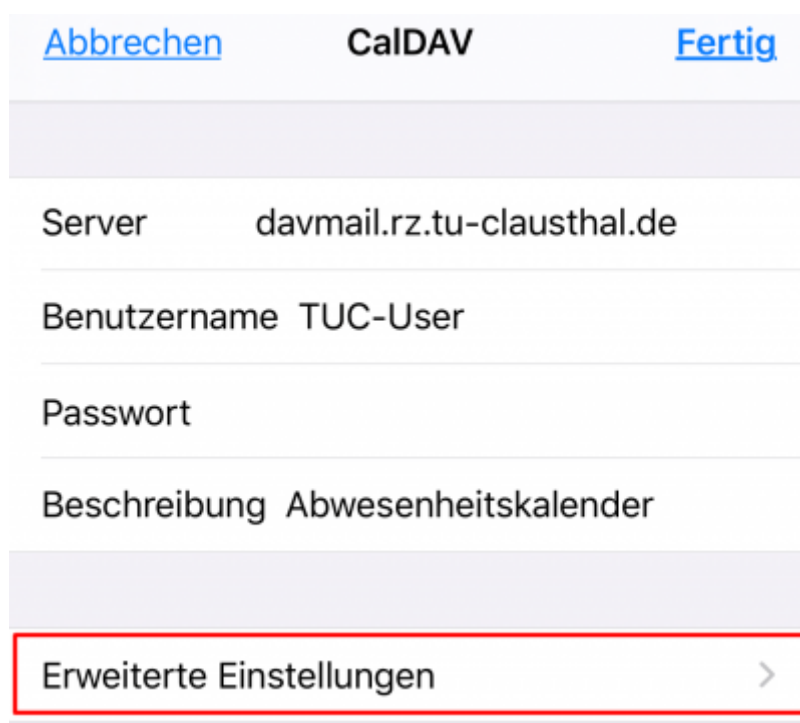 Abbrechen CalDAV Fertig
Server davmail.rz.tu-clausthal.de
Benutzername TUC-User
Passwort
Beschreibung Abwesenheitskalender
Erweiterte Einstellungen